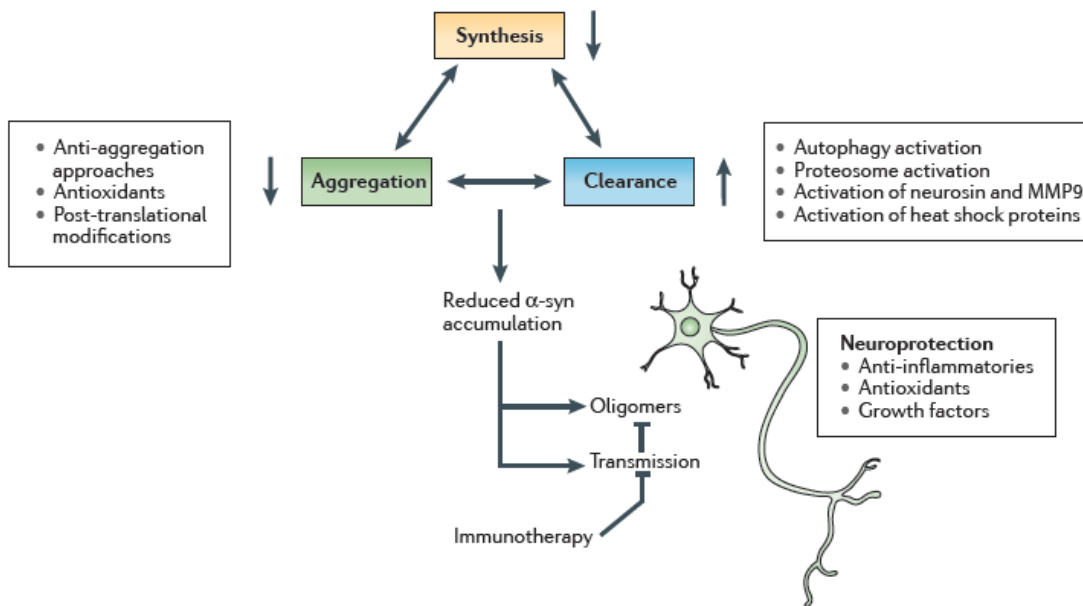 Synthesis
• Anti-aggregation
approaches
• Antioxidants
• Post-translational
modifications
Aggregation
Clearance
• Autophagy activation
• Proteosome activation
• Activation of neurosin and MMP9
• Activation of heat shock proteins
Reduced α-syn
accumulation
Neuroprotection
• Anti-inflammatories
• Antioxidants
• Growth factors
Oligomers
Transmission
Immunotherapy